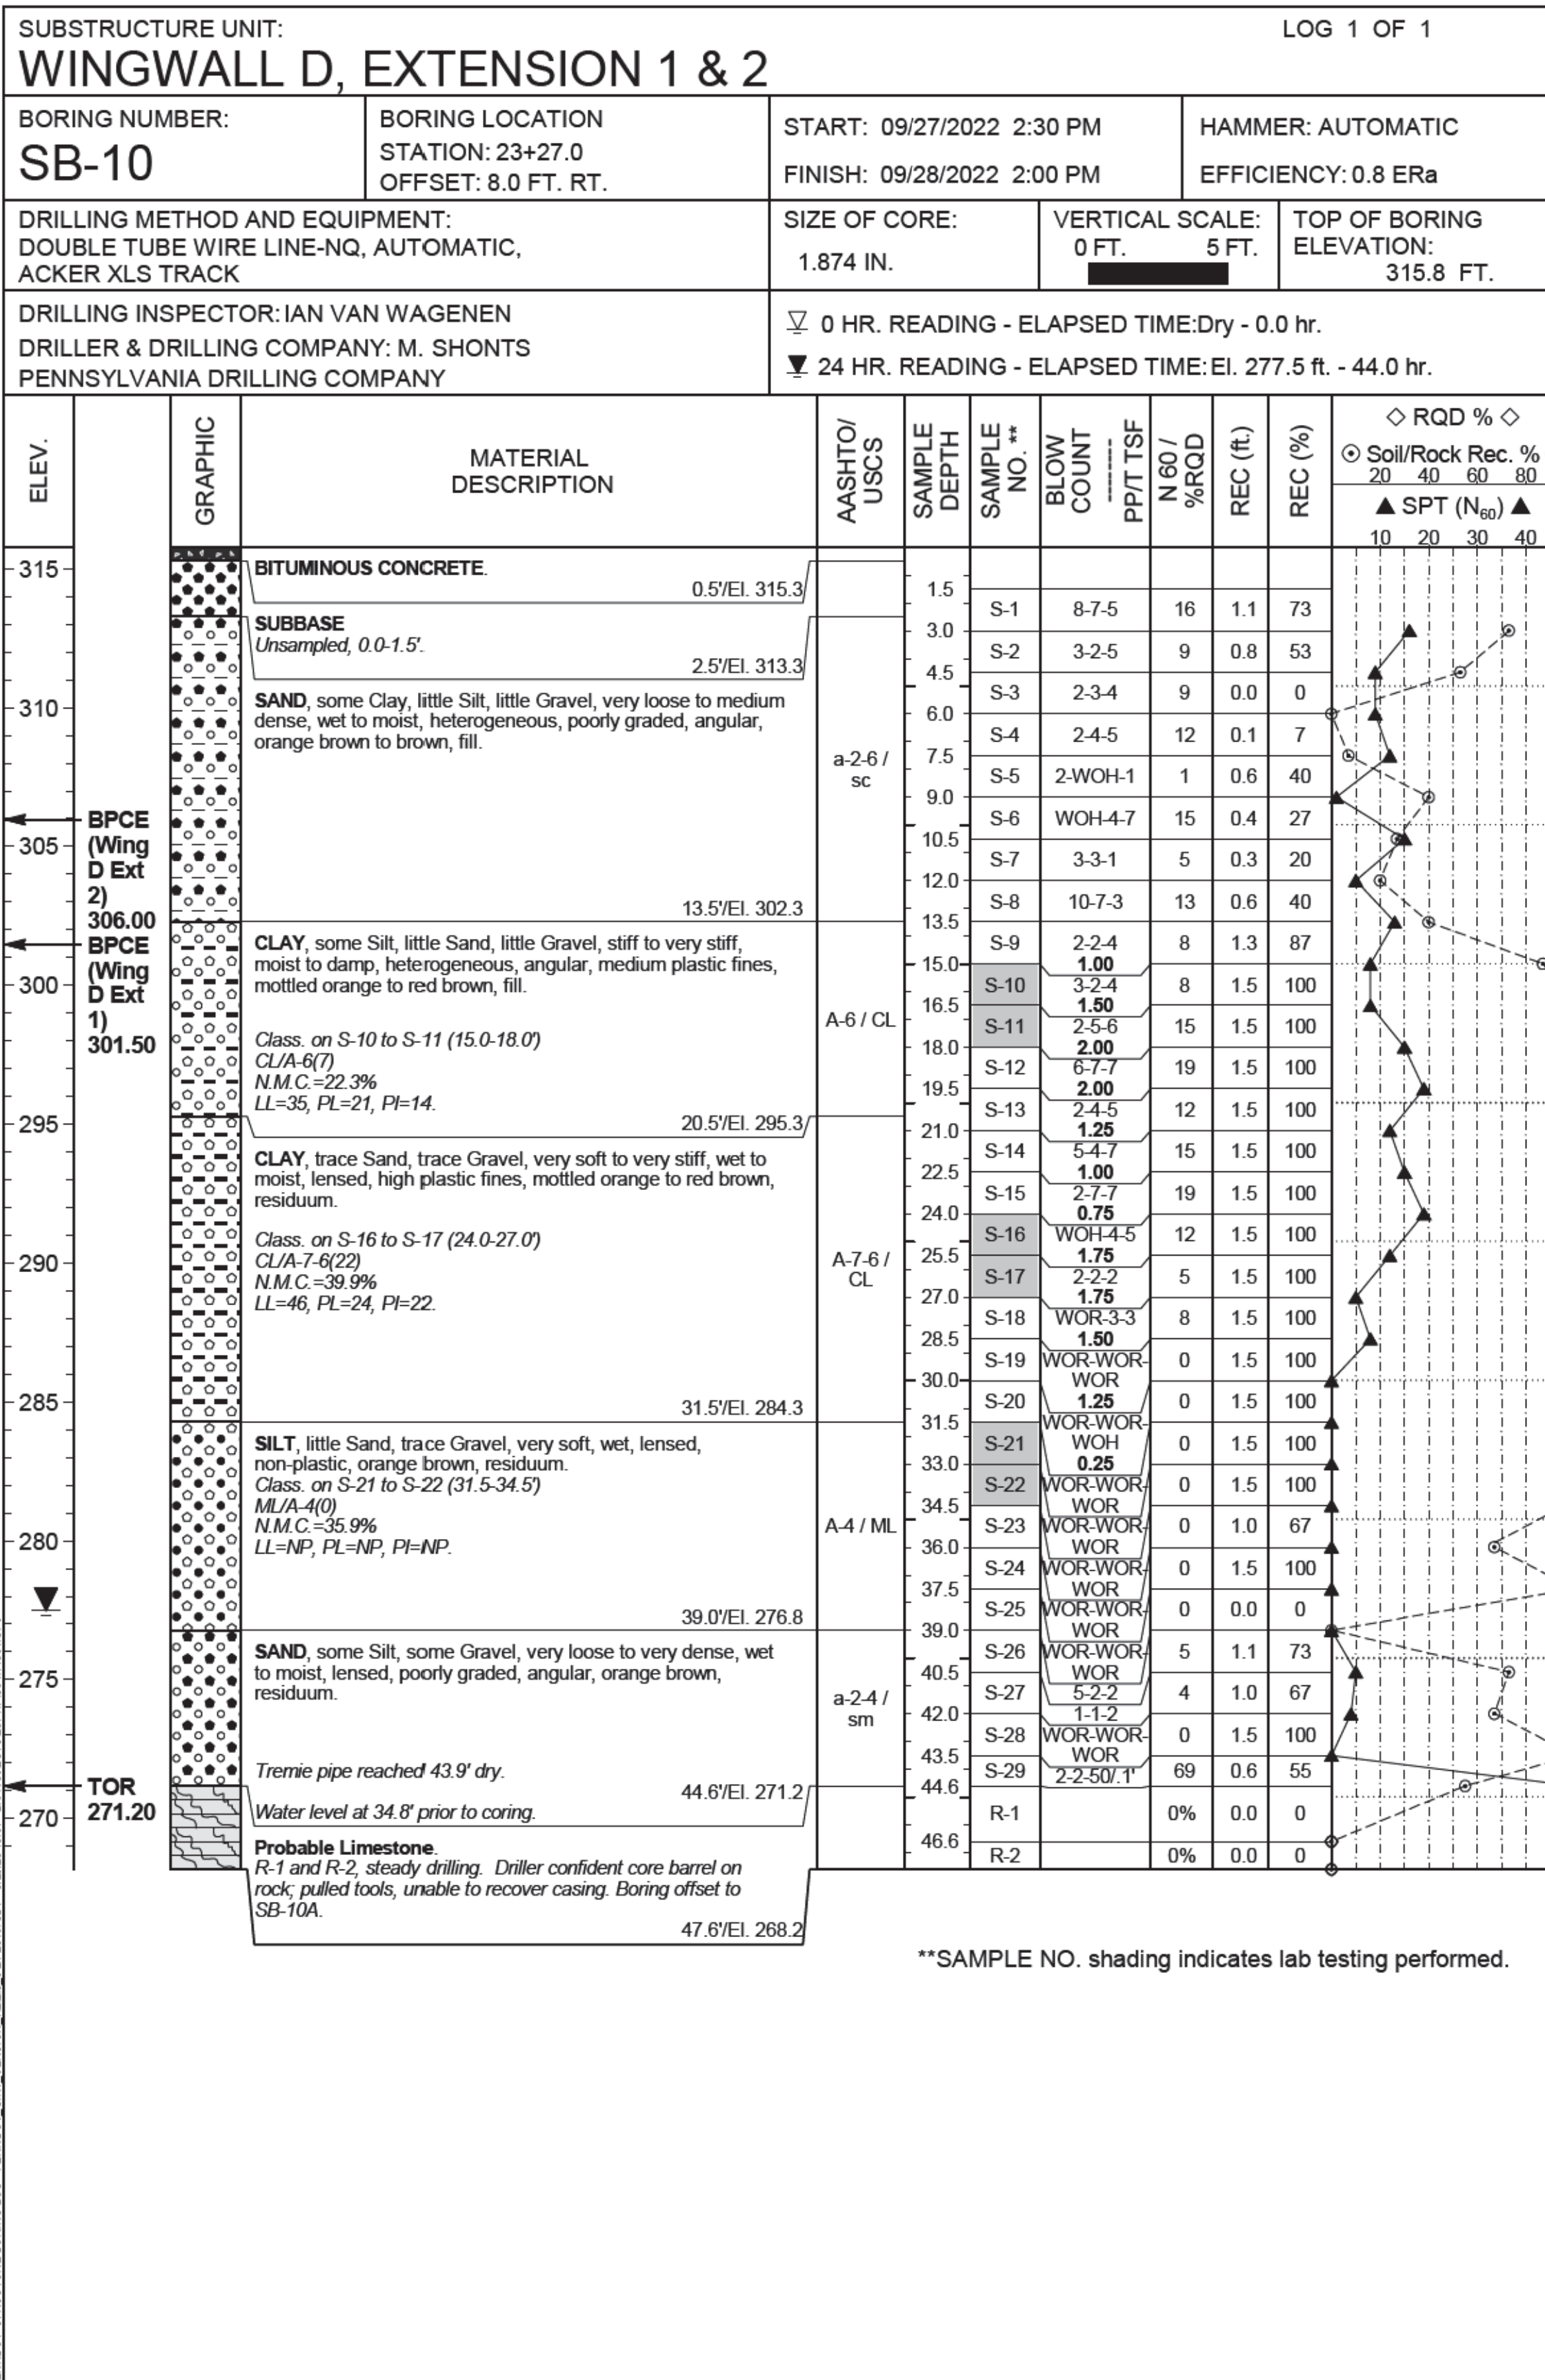 SUBSTRUCTURE UNIT:
LOG 1 OF 1
WINGWALL D, EXTENSION 1 & 2
BORING NUMBER:
SB-10
BORING LOCATION
STATION: 23+27.0
OFFSET: 8.0 FT. RT.
START: 09/27/2022 2:30 PM
FINISH: 09/28/2022 2:00 PM
HAMMER: AUTOMATIC
EFFICIENCY: 0.8 ERa
DRILLING METHOD AND EQUIPMENT:
DOUBLE TUBE WIRE LINE-NQ, AUTOMATIC,
ACKER XLS TRACK
SIZE OF CORE:
1.874 IN.
VERTICAL SCALE:
0 FT. 5 FT.
TOP OF BORING
ELEVATION:
315.8 FT.
DRILLING INSPECTOR: IAN VAN WAGENEN
DRILLER & DRILLING COMPANY: M. SHONTS
PENNSYLVANIA DRILLING COMPANY
0 HR. READING - ELAPSED TIME:Dry - 0.0 hr.
24 HR. READING - ELAPSED TIME: El. 277.5 ft. - 44.0 hr.
ELEV.
GRAPHIC
MATERIAL
DESCRIPTION
AASHTO/
USCS
SAMPLE
DEPTH
SAMPLE
NO. **
BLOW
COUNT
--------
PP/T TSF
N 60 /
%RQD
REC (ft.)
REC (%)
◇ RQD % ◇
Soil/Rock Rec. %
20 40 60 80
▲ SPT (N60) ▲
10 20 30 40
315
310
305
300
295
290
285
280
275
270
BPCE
(Wing
D Ext
2)
306.00
BPCE
(Wing
D Ext
1)
301.50
TOR
271.20
BITUMINOUS CONCRETE.
0.5'/El. 315.3
SUBBASE
Unsampled, 0.0-1.5'.
2.5'/El. 313.3
SAND, some Clay, little Silt, little Gravel, very loose to medium
dense, wet to moist, heterogeneous, poorly graded, angular,
orange brown to brown, fill.
13.5'/El. 302.3
CLAY, some Silt, little Sand, little Gravel, stiff to very stiff,
moist to damp, heterogeneous, angular, medium plastic fines,
mottled orange to red brown, fill.
Class. on S-10 to S-11 (15.0-18.0')
CL/A-6(7)
N.M.C.=22.3%
LL=35, PL=21, PI=14.
20.5'/El. 295.3
CLAY, trace Sand, trace Gravel, very soft to very stiff, wet to
moist, lensed, high plastic fines, mottled orange to red brown,
residuum.
Class. on S-16 to S-17 (24.0-27.0')
CL/A-7-6(22)
N.M.C.=39.9%
LL=46, PL=24, PI=22.
31.5'/El. 284.3
SILT, little Sand, trace Gravel, very soft, wet, lensed,
non-plastic, orange brown, residuum.
Class. on S-21 to S-22 (31.5-34.5')
ML/A-4(0)
N.M.C.=35.9%
LL=NP, PL=NP, PI=NP.
39.0'/El. 276.8
SAND, some Silt, some Gravel, very loose to very dense, wet
to moist, lensed, poorly graded, angular, orange brown,
residuum.
Tremie pipe reached 43.9' dry.
44.6'/El. 271.2
Water level at 34.8' prior to coring.
Probable Limestone.
R-1 and R-2, steady drilling. Driller confident core barrel on
rock; pulled tools, unable to recover casing. Boring offset to
SB-10A.
47.6'/El. 268.2
a-2-6 /
sc
A-6 / CL
A-7-6 /
CL
A-4 / ML
a-2-4 /
sm
1.5
S-1 8-7-5 16 1.1 73
3.0
S-2 3-2-5 9 0.8 53
4.5
S-3 2-3-4 9 0.0 0
6.0
S-4 2-4-5 12 0.1 7
7.5
S-5 2-WOH-1 1 0.6 40
9.0
S-6 WOH-4-7 15 0.4 27
10.5
S-7 3-3-1 5 0.3 20
12.0
S-8 10-7-3 13 0.6 40
13.5
S-9 2-2-4 8 1.3 87
15.0 1.00
S-10 3-2-4 8 1.5 100
16.5 1.50
S-11 2-5-6 15 1.5 100
18.0 2.00
S-12 6-7-7 19 1.5 100
19.5 2.00
S-13 2-4-5 12 1.5 100
21.0 1.25
S-14 5-4-7 15 1.5 100
22.5 1.00
S-15 2-7-7 19 1.5 100
24.0 0.75
S-16 WOH-4-5 12 1.5 100
25.5 1.75
S-17 2-2-2 5 1.5 100
27.0 1.75
S-18 WOR-3-3 8 1.5 100
28.5 1.50
S-19 WOR-WOR- 0 1.5 100
30.0 WOR
S-20 1.25 0 1.5 100
31.5 WOR-WOR-
S-21 WOH 0 1.5 100
33.0 0.25
S-22 WOR-WOR- 0 1.5 100
34.5 WOR
S-23 WOR-WOR- 0 1.0 67
36.0 WOR
S-24 WOR-WOR- 0 1.5 100
37.5 WOR
S-25 WOR-WOR- 0 0.0 0
39.0 WOR
S-26 WOR-WOR- 5 1.1 73
40.5 WOR
S-27 5-2-2 4 1.0 67
42.0 1-1-2
S-28 WOR-WOR- 0 1.5 100
43.5 WOR
S-29 2-2-50/.1' 69 0.6 55
44.6
R-1 0% 0.0 0
46.6
R-2 0% 0.0 0
**SAMPLE NO. shading indicates lab testing performed.